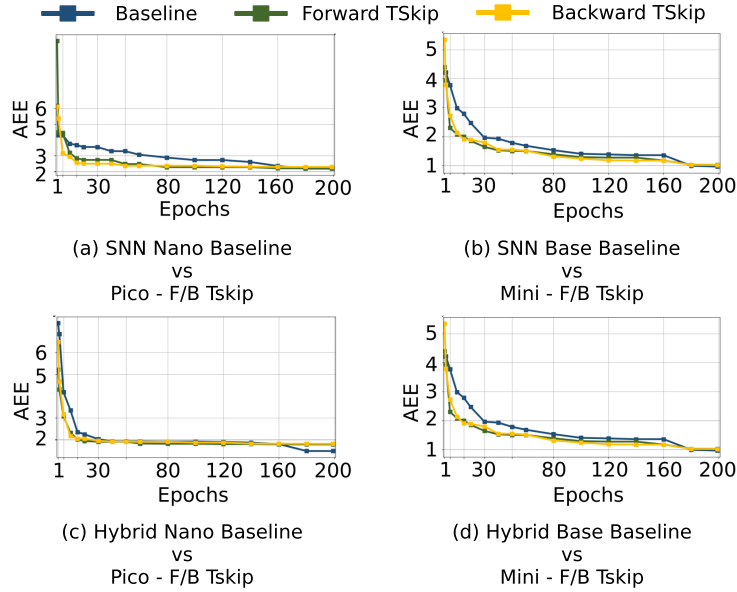 Baseline Forward TSkip Backward TSkip
AEE
6
5
3
2
1 30 80 120 160 200
Epochs
(a) SNN Nano Baseline
vs
Pico - F/B Tskip
AEE
5
4
3
2
1
1 30 80 120 160 200
Epochs
(b) SNN Base Baseline
vs
Mini - F/B Tskip
AEE
6
5
3
2
1 30 80 120 160 200
Epochs
(c) Hybrid Nano Baseline
vs
Pico - F/B Tskip
AEE
5
4
3
2
1
1 30 80 120 160 200
Epochs
(d) Hybrid Base Baseline
vs
Mini - F/B Tskip